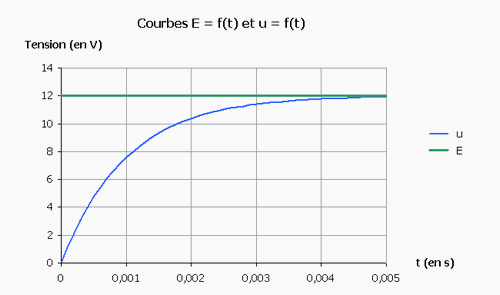 Courbes E = f(t) et u = f(t)
Tension (en V)
14
12
10
8
6
4
2
0
u
E
t (en s)
0 0,001 0,002 0,003 0,004 0,005